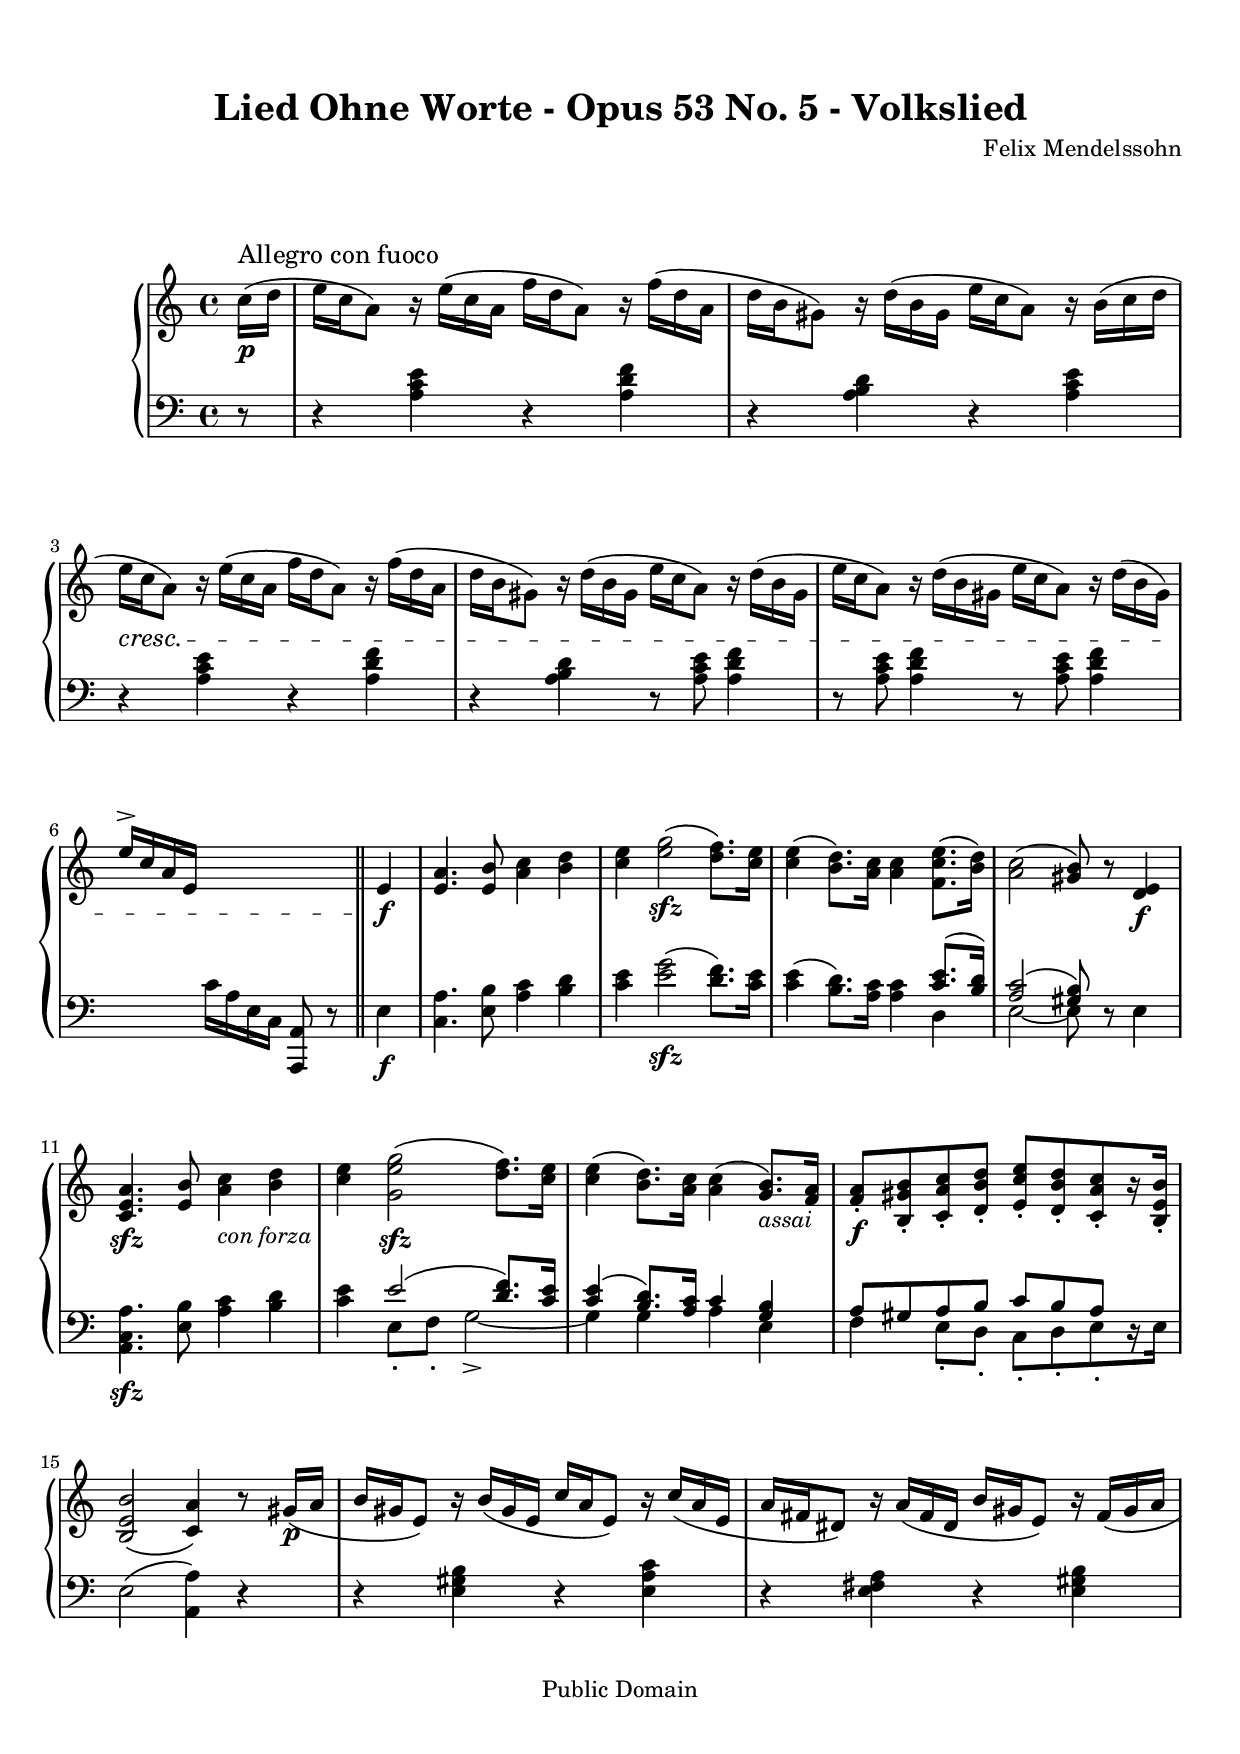 Lied Ohne Worte - Opus 53 No. 5 - Volkslied
Felix Mendelssohn
Allegro con fuoco
p
3
cresc.
6
f
sfz
f
f
sfz
11
sfz
con forza
sfz
assai
f
sfz
15
p
Public Domain